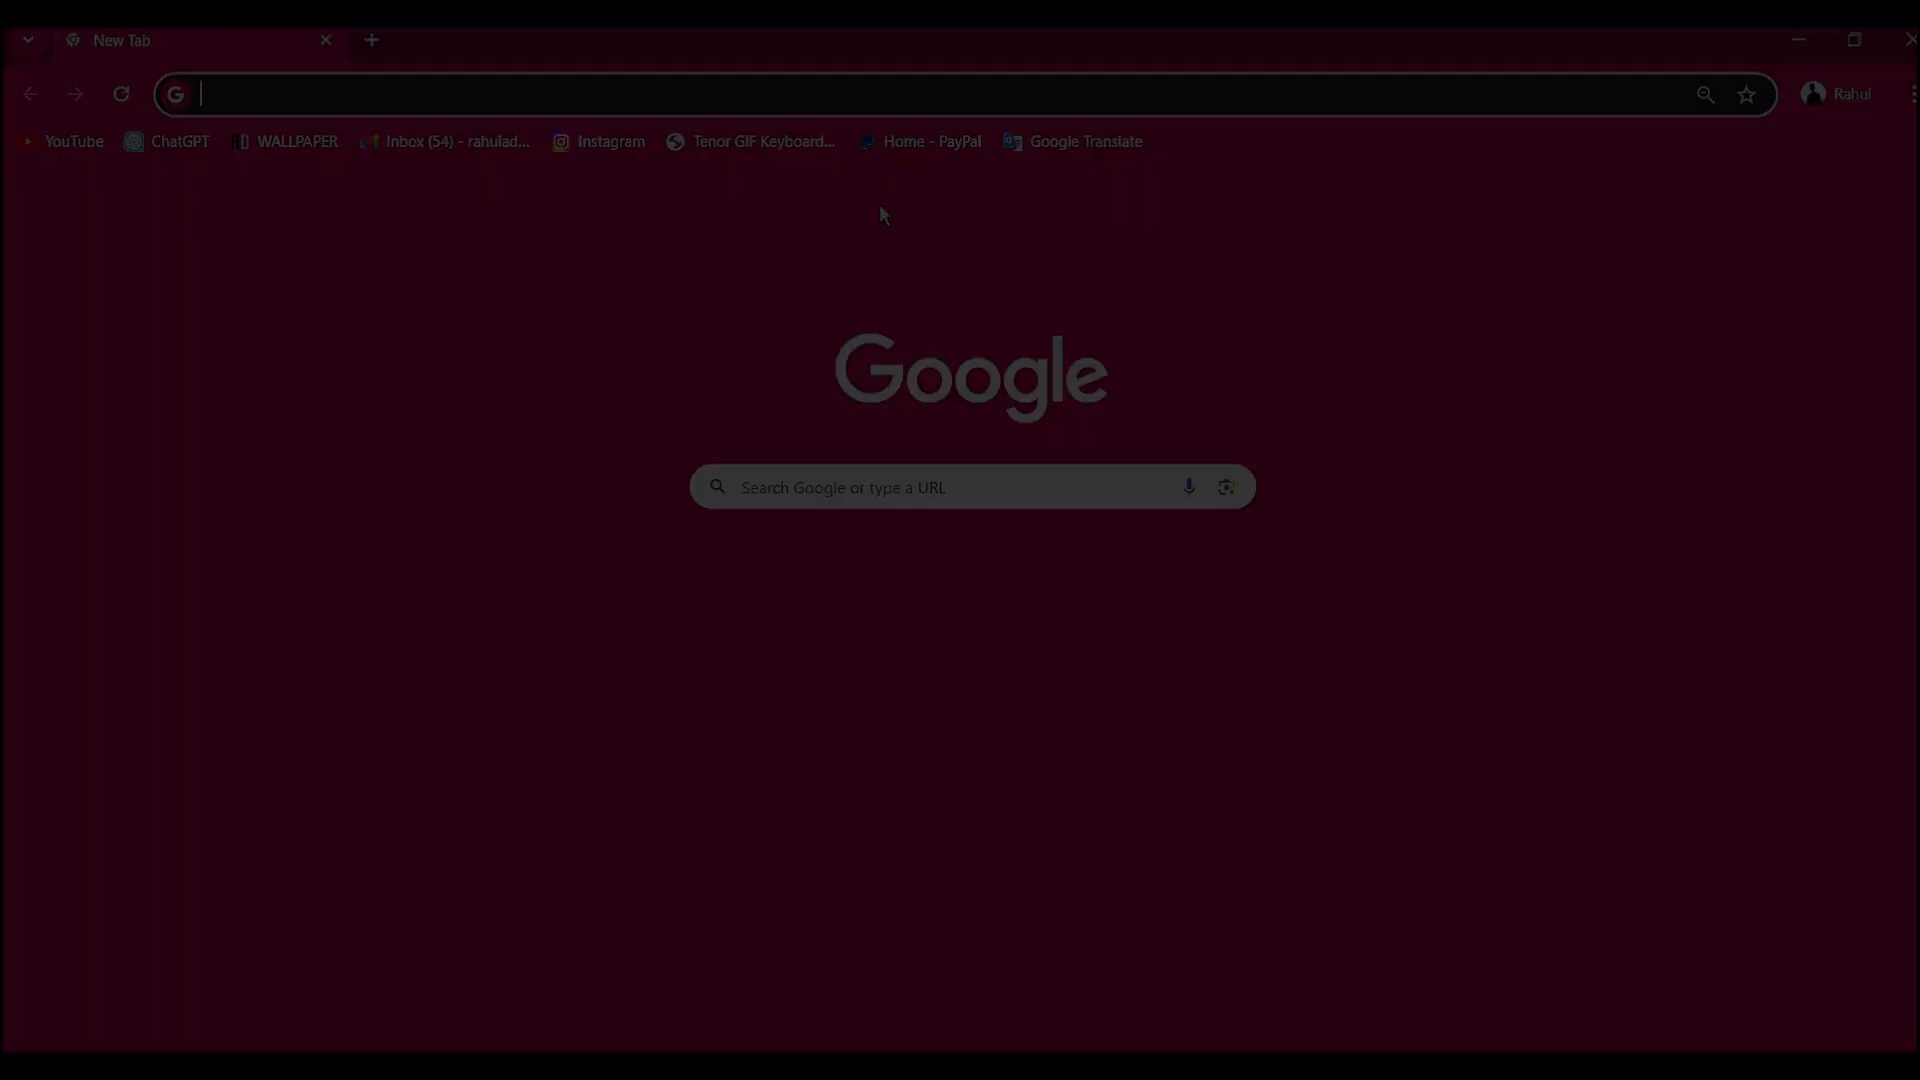 New Tab
Rahul
YouTube ChatGPT WALLPAPER Inbox (54) - rahulad... Instagram Tenor GIF Keyboard... Home - PayPal Google Translate
Google
Search Google or type a URL